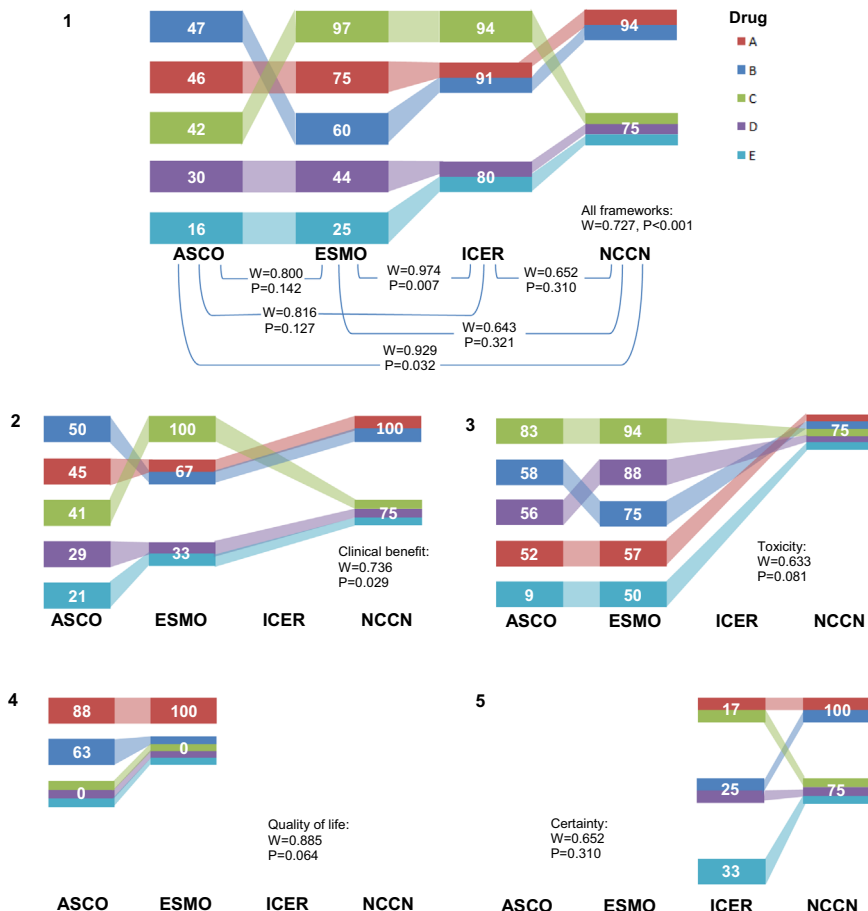 1
47
97
94
94
Drug
A
46
75
91
B
42
60
75
C
30
44
80
D
16
25
E
All frameworks:
W=0.727, P<0.001
ASCO
ESMO
ICER
NCCN
W=0.800
P=0.142
W=0.974
P=0.007
W=0.652
P=0.310
W=0.816
P=0.127
W=0.643
P=0.321
W=0.929
P=0.032
2
50
100
100
45
67
41
75
29
33
21
Clinical benefit:
W=0.736
P=0.029
ASCO
ESMO
ICER
NCCN
3
83
94
75
58
88
56
75
52
57
9
50
Toxicity:
W=0.633
P=0.081
ASCO
ESMO
ICER
NCCN
4
88
100
63
0
0
Quality of life:
W=0.885
P=0.064
ASCO
ESMO
ICER
NCCN
5
17
100
25
75
33
Certainty:
W=0.652
P=0.310
ASCO
ESMO
ICER
NCCN